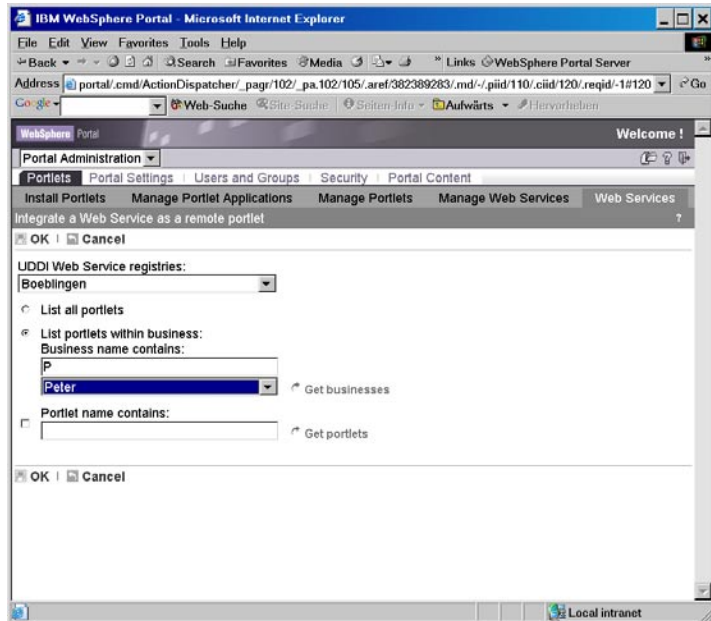 IBM WebSphere Portal - Microsoft Internet Explorer
File Edit View Favorites Tools Help
Back Search Favorites Media " Links WebSphere Portal Server "
Address portal/.cmd/ActionDispatcher/_pagr/102/_pa.102/105/.aref/382389283/.md/-/.piid/110/.ciid/120/.reqid/-1#120 Go
Google Web-Suche Site-Suche Seiten-Info Aufwärts Hervorheben
WebSphere Portal Welcome !
Portal Administration ?
Portlets Portal Settings Users and Groups Security Portal Content
Install Portlets Manage Portlet Applications Manage Portlets Manage Web Services Web Services
Integrate a Web Service as a remote portlet ?
OK | Cancel
UDDI Web Service registries:
Boeblingen
List all portlets
List portlets within business:
Business name contains:
P
Peter Get businesses
Portlet name contains:
Get portlets
OK | Cancel
Local intranet